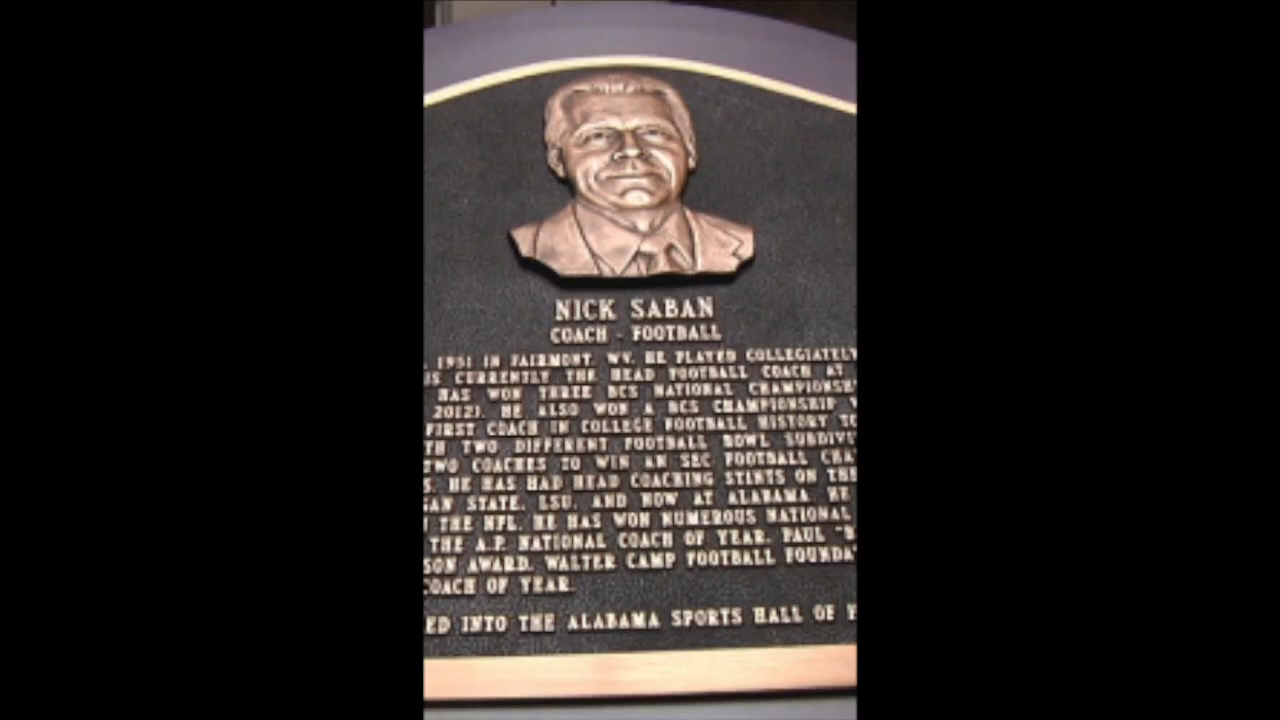 NICK SABAN
COACH - FOOTBALL
1951 IN FAIRMONT, WV. HE PLAYED COLLEGIATELY
IS CURRENTLY THE HEAD FOOTBALL COACH AT
HAS WON THREE BCS NATIONAL CHAMPIONSH
2012). HE ALSO WON A BCS CHAMPIONSHIP
FIRST COACH IN COLLEGE FOOTBALL HISTORY TO
TH TWO DIFFERENT FOOTBALL BOWL SUBDIVI
TWO COACHES TO WIN AN SEC FOOTBALL CHA
S. HE HAS HAD HEAD COACHING STINTS ON THE
AN STATE, LSU, AND NOW AT ALABAMA. HE
THE NFL. HE HAS WON NUMEROUS NATIONAL
THE A.P. NATIONAL COACH OF YEAR, PAUL "B
SON AWARD, WALTER CAMP FOOTBALL FOUNDA
COACH OF YEAR.
ED INTO THE ALABAMA SPORTS HALL OF F